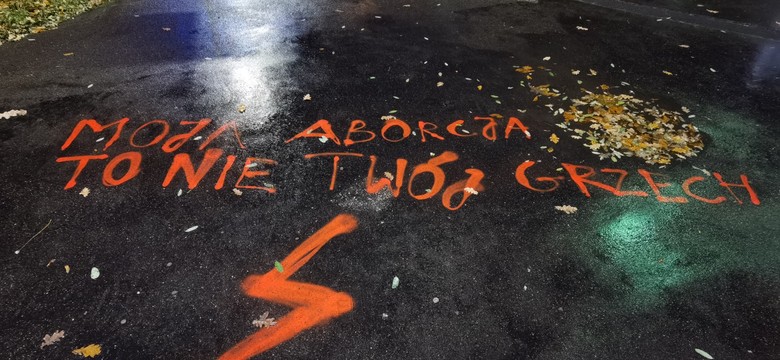 MOJA ABORCJA
TO NIE TWÓJ GRZECH